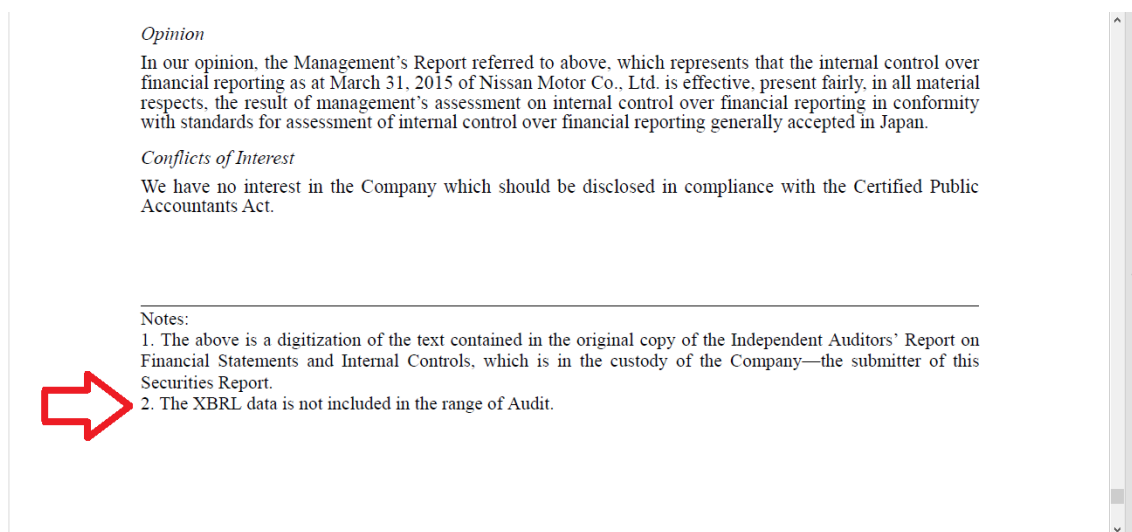 Opinion
In our opinion, the Management’s Report referred to above, which represents that the internal control over
financial reporting as at March 31, 2015 of Nissan Motor Co., Ltd. is effective, present fairly, in all material
respects, the result of management’s assessment on internal control over financial reporting in conformity
with standards for assessment of internal control over financial reporting generally accepted in Japan.
Conflicts of Interest
We have no interest in the Company which should be disclosed in compliance with the Certified Public
Accountants Act.
Notes:
1. The above is a digitization of the text contained in the original copy of the Independent Auditors’ Report on
Financial Statements and Internal Controls, which is in the custody of the Company—the submitter of this
Securities Report.
2. The XBRL data is not included in the range of Audit.